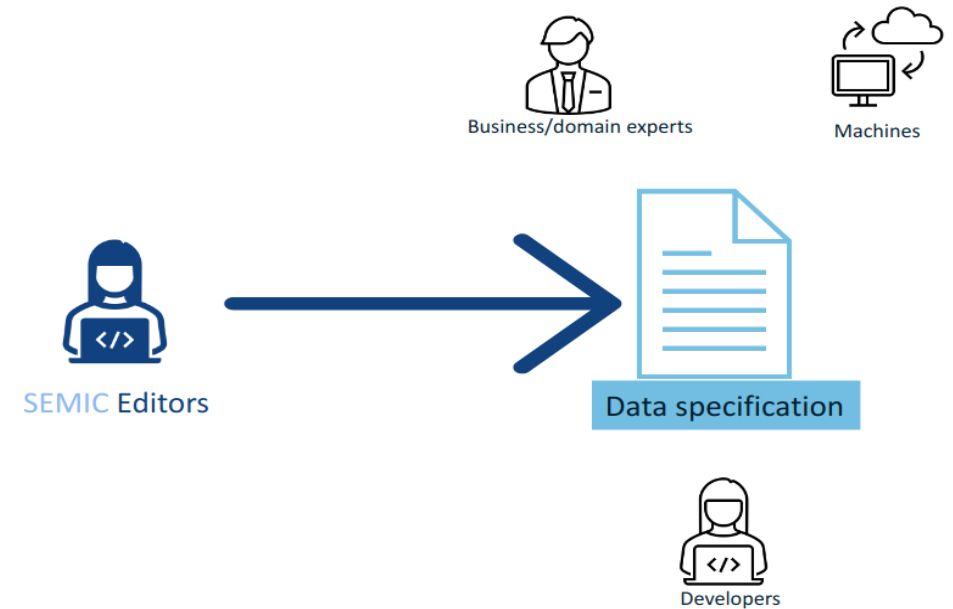 Business/domain experts
Machines
</>
SEMIC Editors
Data specification
</>
Developers